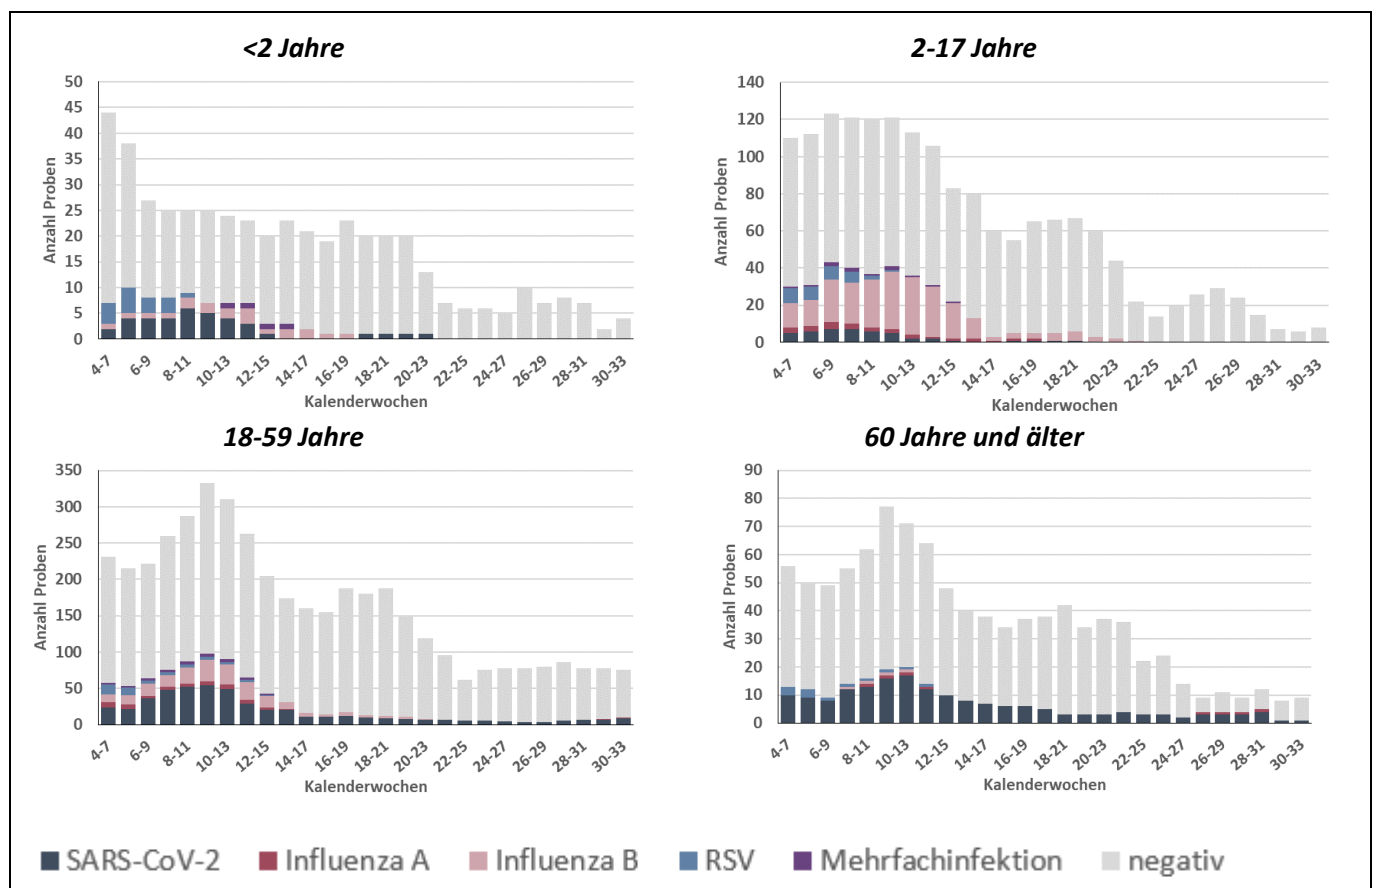 <2 Jahre
50
45
40
35
30
25
20
15
10
5
0
Anzahl Proben
4-7 6-9 8-11 10-13 12-15 14-17 16-19 18-21 20-23 22-25 24-27 26-29 28-31 30-33
Kalenderwochen
2-17 Jahre
140
120
100
80
60
40
20
0
Anzahl Proben
4-7 6-9 8-11 10-13 12-15 14-17 16-19 18-21 20-23 22-25 24-27 26-29 28-31 30-33
Kalenderwochen
18-59 Jahre
350
300
250
200
150
100
50
0
Anzahl Proben
4-7 6-9 8-11 10-13 12-15 14-17 16-19 18-21 20-23 22-25 24-27 26-29 28-31 30-33
Kalenderwochen
60 Jahre und älter
90
80
70
60
50
40
30
20
10
0
Anzahl Proben
4-7 6-9 8-11 10-13 12-15 14-17 16-19 18-21 20-23 22-25 24-27 26-29 28-31 30-33
Kalenderwochen
SARS-CoV-2 Influenza A Influenza B RSV Mehrfachinfektion negativ